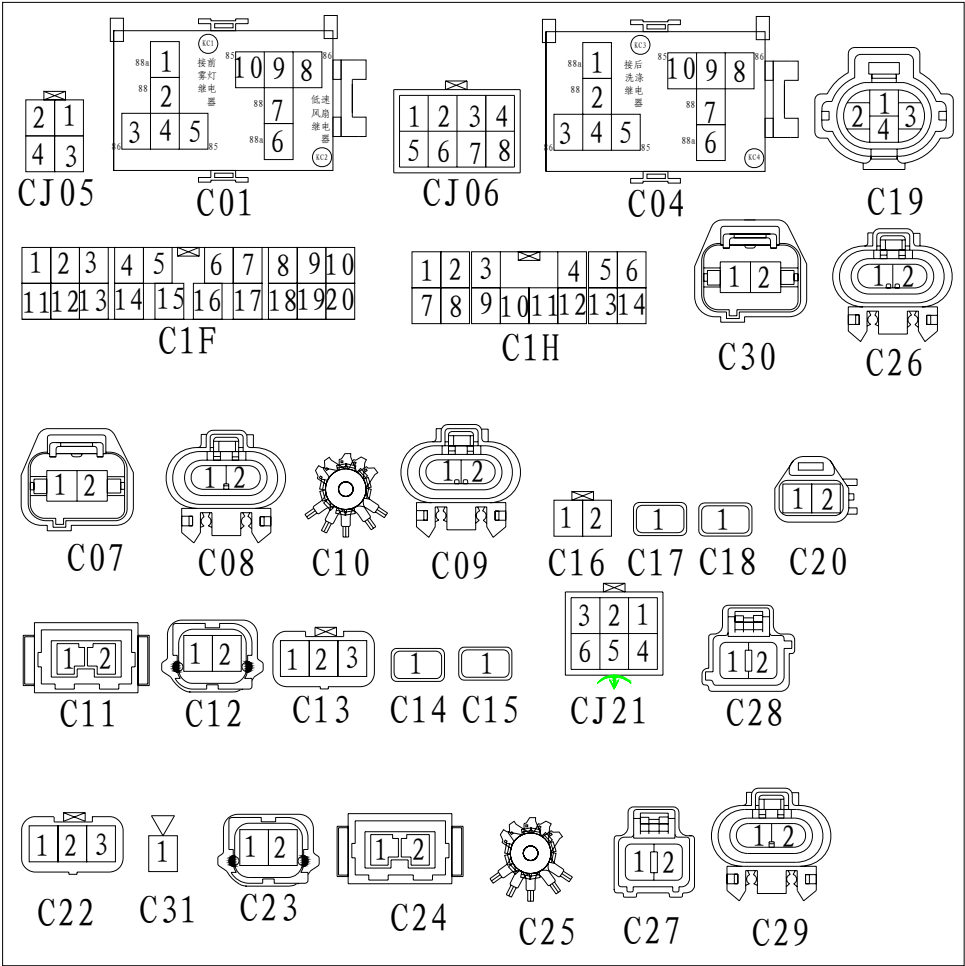 KC1
85
86
88a
1
接前
雾灯
继电
器
10 9 8
88
2
88
7
低速
风扇
继电
器
3 4 5
86
85
88a
6
KC2
C01
2 1
4 3
CJ05
1 2 3 4
5 6 7 8
CJ06
KC3
85
86
88a
1
接后
洗涤
继电
器
10 9 8
88
2
88
7
3 4 5
86
85
88a
6
KC4
C04
1
2 3
4
C19
1 2 3 4 5 6 7 8 9 10
11 12 13 14 15 16 17 18 19 20
C1F
1 2 3 4 5 6
7 8 9 10 11 12 13 14
C1H
1 2
C30
1 2
C26
1 2
C07
1 2
C08
C10
1 2
C09
1 2
C16
1
C17
1
C18
1 2
C20
1 2
C11
1 2
C12
1 2 3
C13
1
C14
1
C15
3 2 1
6 5 4
CJ21
1 2
C28
1 2 3
C22
1
C31
1 2
C23
1 2
C24
C25
1 2
C27
1 2
C29